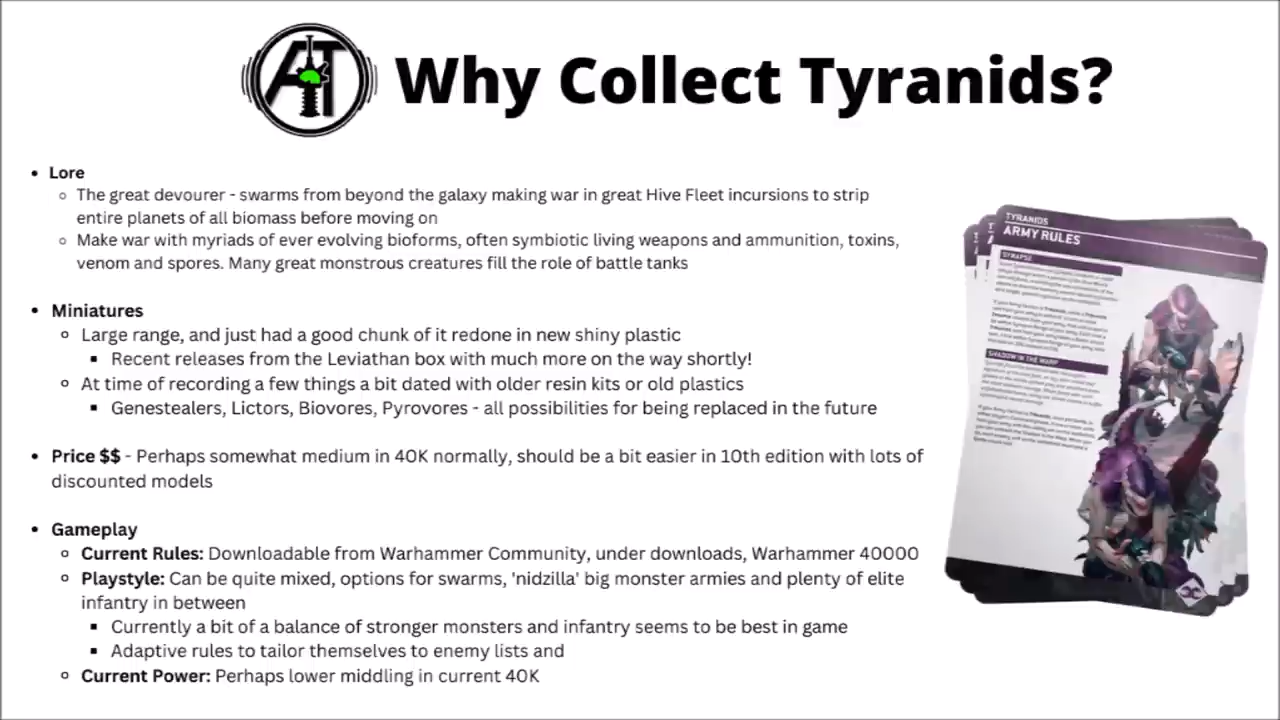 AT
Why Collect Tyranids?
• Lore
The great devourer - swarms from beyond the galaxy making war in great Hive Fleet incursions to strip
entire planets of all biomass before moving on
Make war with myriads of ever evolving bioforms, often symbiotic living weapons and ammunition, toxins,
venom and spores. Many great monstrous creatures fill the role of battle tanks
• Miniatures
Large range, and just had a good chunk of it redone in new shiny plastic
Recent releases from the Leviathan box with much more on the way shortly!
At time of recording a few things a bit dated with older resin kits or old plastics
Genestealers, Lictors, Biovores, Pyrovores - all possibilities for being replaced in the future
• Price $$ - Perhaps somewhat medium in 40K normally, should be a bit easier in 10th edition with lots of
discounted models
• Gameplay
Current Rules: Downloadable from Warhammer Community, under downloads, Warhammer 40000
Playstyle: Can be quite mixed, options for swarms, 'nidzilla' big monster armies and plenty of elite
infantry in between
Currently a bit of a balance of stronger monsters and infantry seems to be best in game
Adaptive rules to tailor themselves to enemy lists and
Current Power: Perhaps lower middling in current 40K
TYRANIDS
ARMY RULES
SYNAPSE
SHADOW IN THE WARP